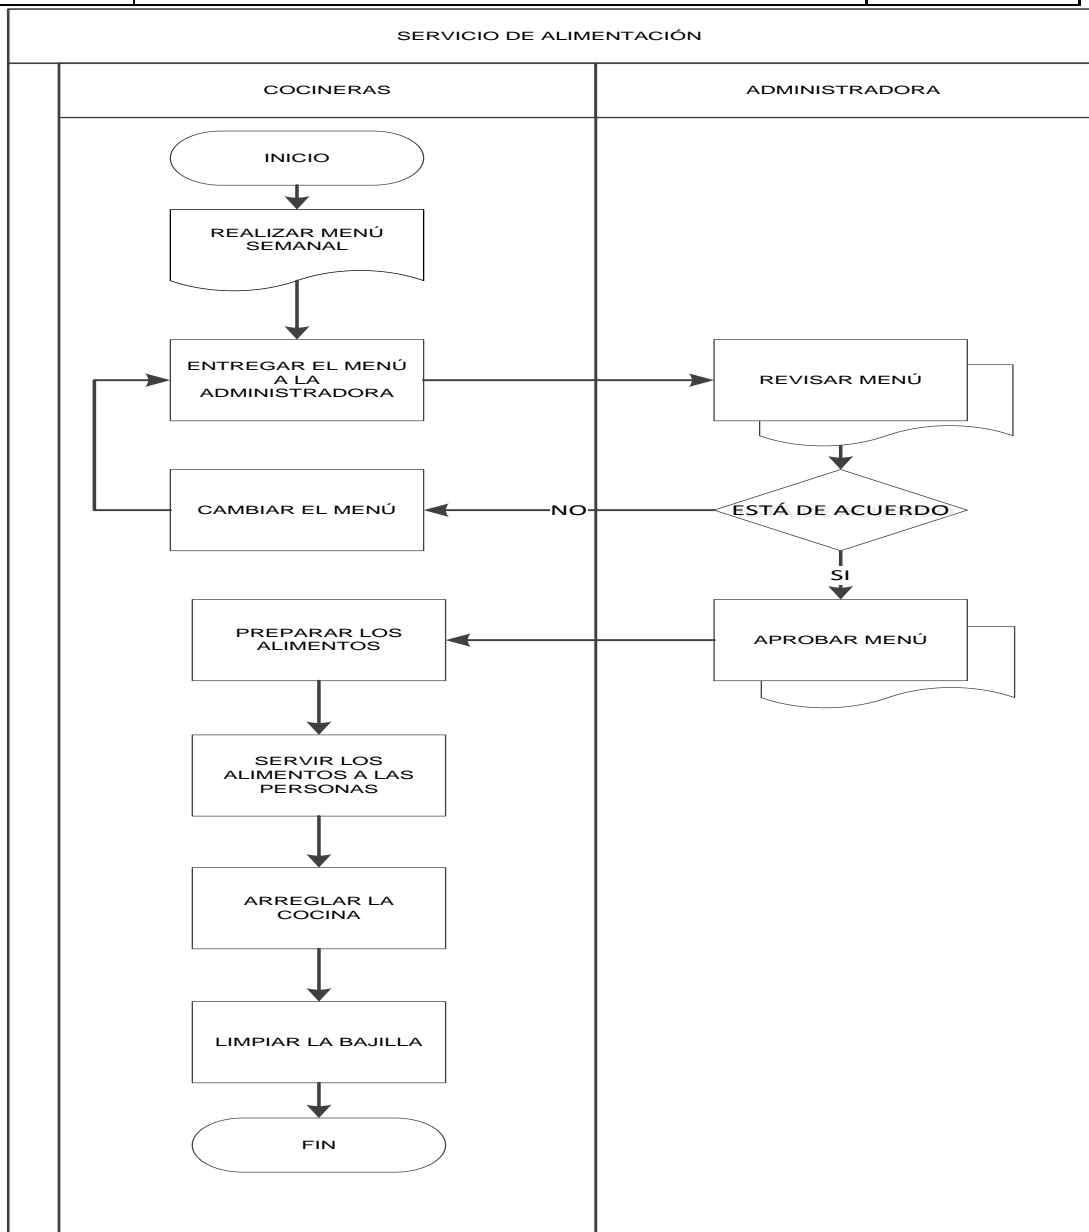 SERVICIO DE ALIMENTACIÓN
COCINERAS
ADMINISTRADORA
INICIO
REALIZAR MENÚ
SEMANAL
ENTREGAR EL MENÚ
A LA
ADMINISTRADORA
REVISAR MENÚ
CAMBIAR EL MENÚ
NO
ESTÁ DE ACUERDO
SI
PREPARAR LOS
ALIMENTOS
APROBAR MENÚ
SERVIR LOS
ALIMENTOS A LAS
PERSONAS
ARREGLAR LA
COCINA
LIMPIAR LA BAJILLA
FIN